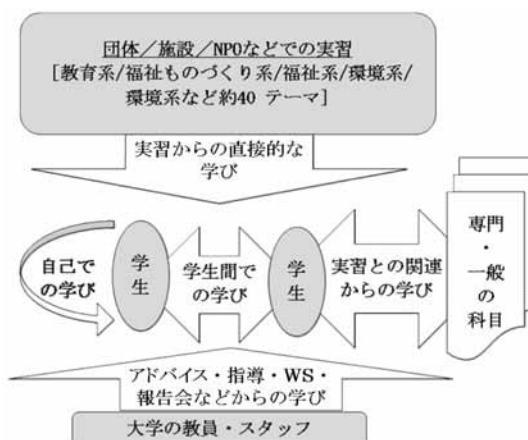 団体／施設／NPOなどでの実習
[教育系/福祉ものづくり系/福祉系/環境系/
環境系など約40 テーマ]
実習からの直接的な
学び
自己で
の学び
学
生
学生間で
の学び
学
生
実習との関連
からの学び
専門
・
一般
の
科目
アドバイス・指導・WS・
報告会などからの学び
大学の教員・スタッフ